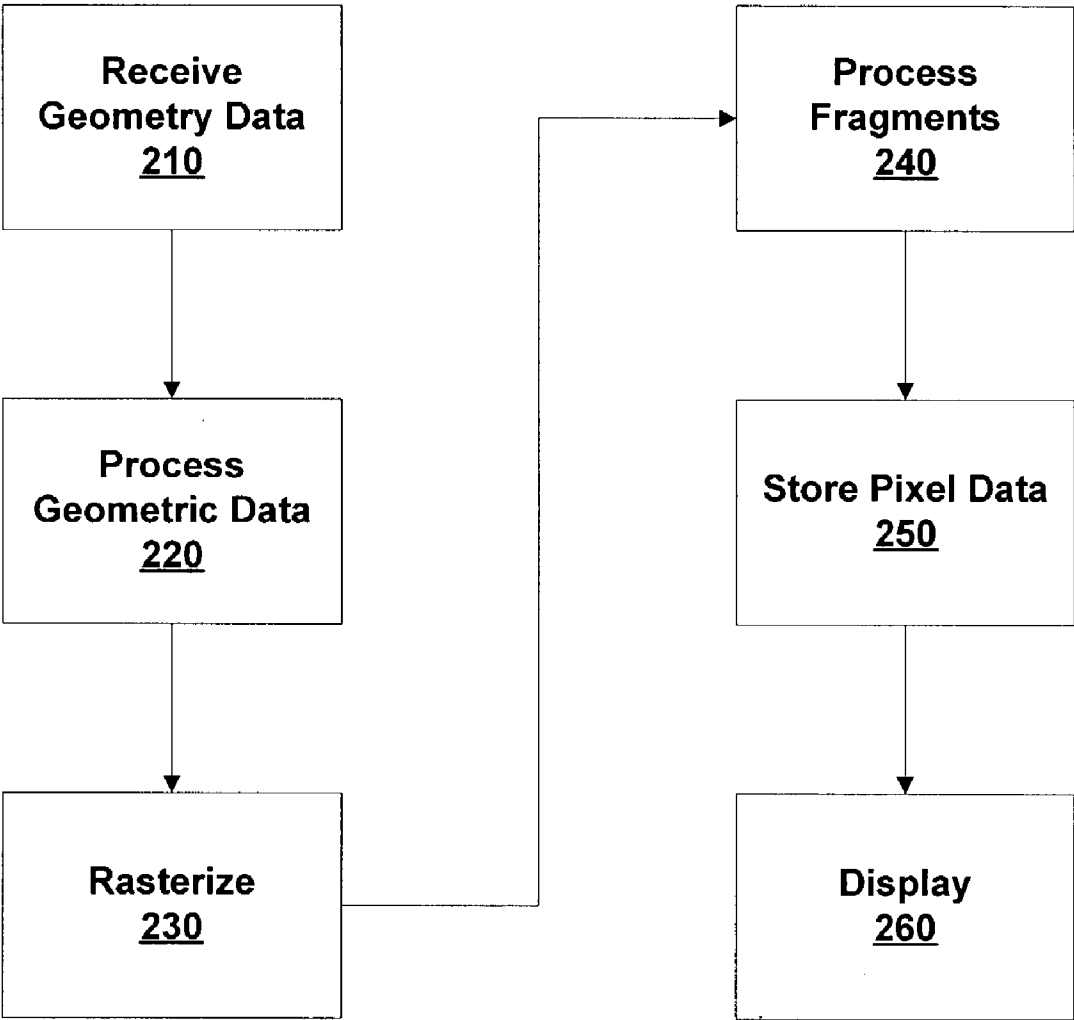 Receive
Geometry Data
210
Process
Geometric Data
220
Rasterize
230
Process
Fragments
240
Store Pixel Data
250
Display
260